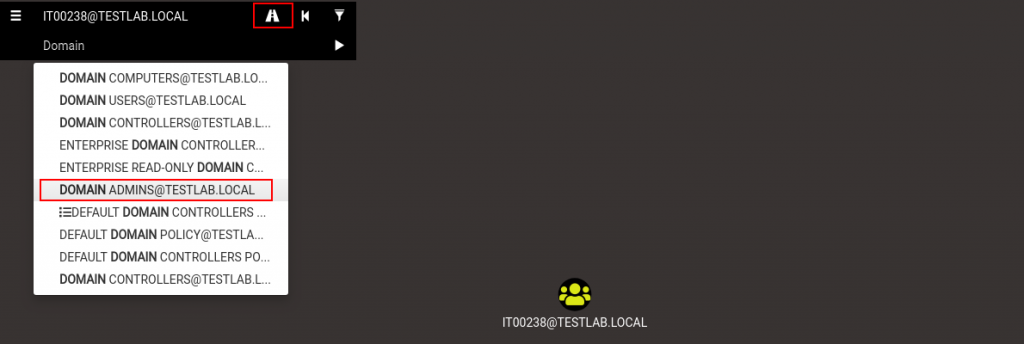 IT00238@TESTLAB.LOCAL
Domain
DOMAIN COMPUTERS@TESTLAB.LO...
DOMAIN USERS@TESTLAB.LOCAL
DOMAIN CONTROLLERS@TESTLAB.L...
ENTERPRISE DOMAIN CONTROLLER...
ENTERPRISE READ-ONLY DOMAIN C...
DOMAIN ADMINS@TESTLAB.LOCAL
DEFAULT DOMAIN CONTROLLERS ...
DEFAULT DOMAIN POLICY@TESTLA...
DEFAULT DOMAIN CONTROLLERS PO...
DOMAIN CONTROLLERS@TESTLAB.L...
IT00238@TESTLAB.LOCAL